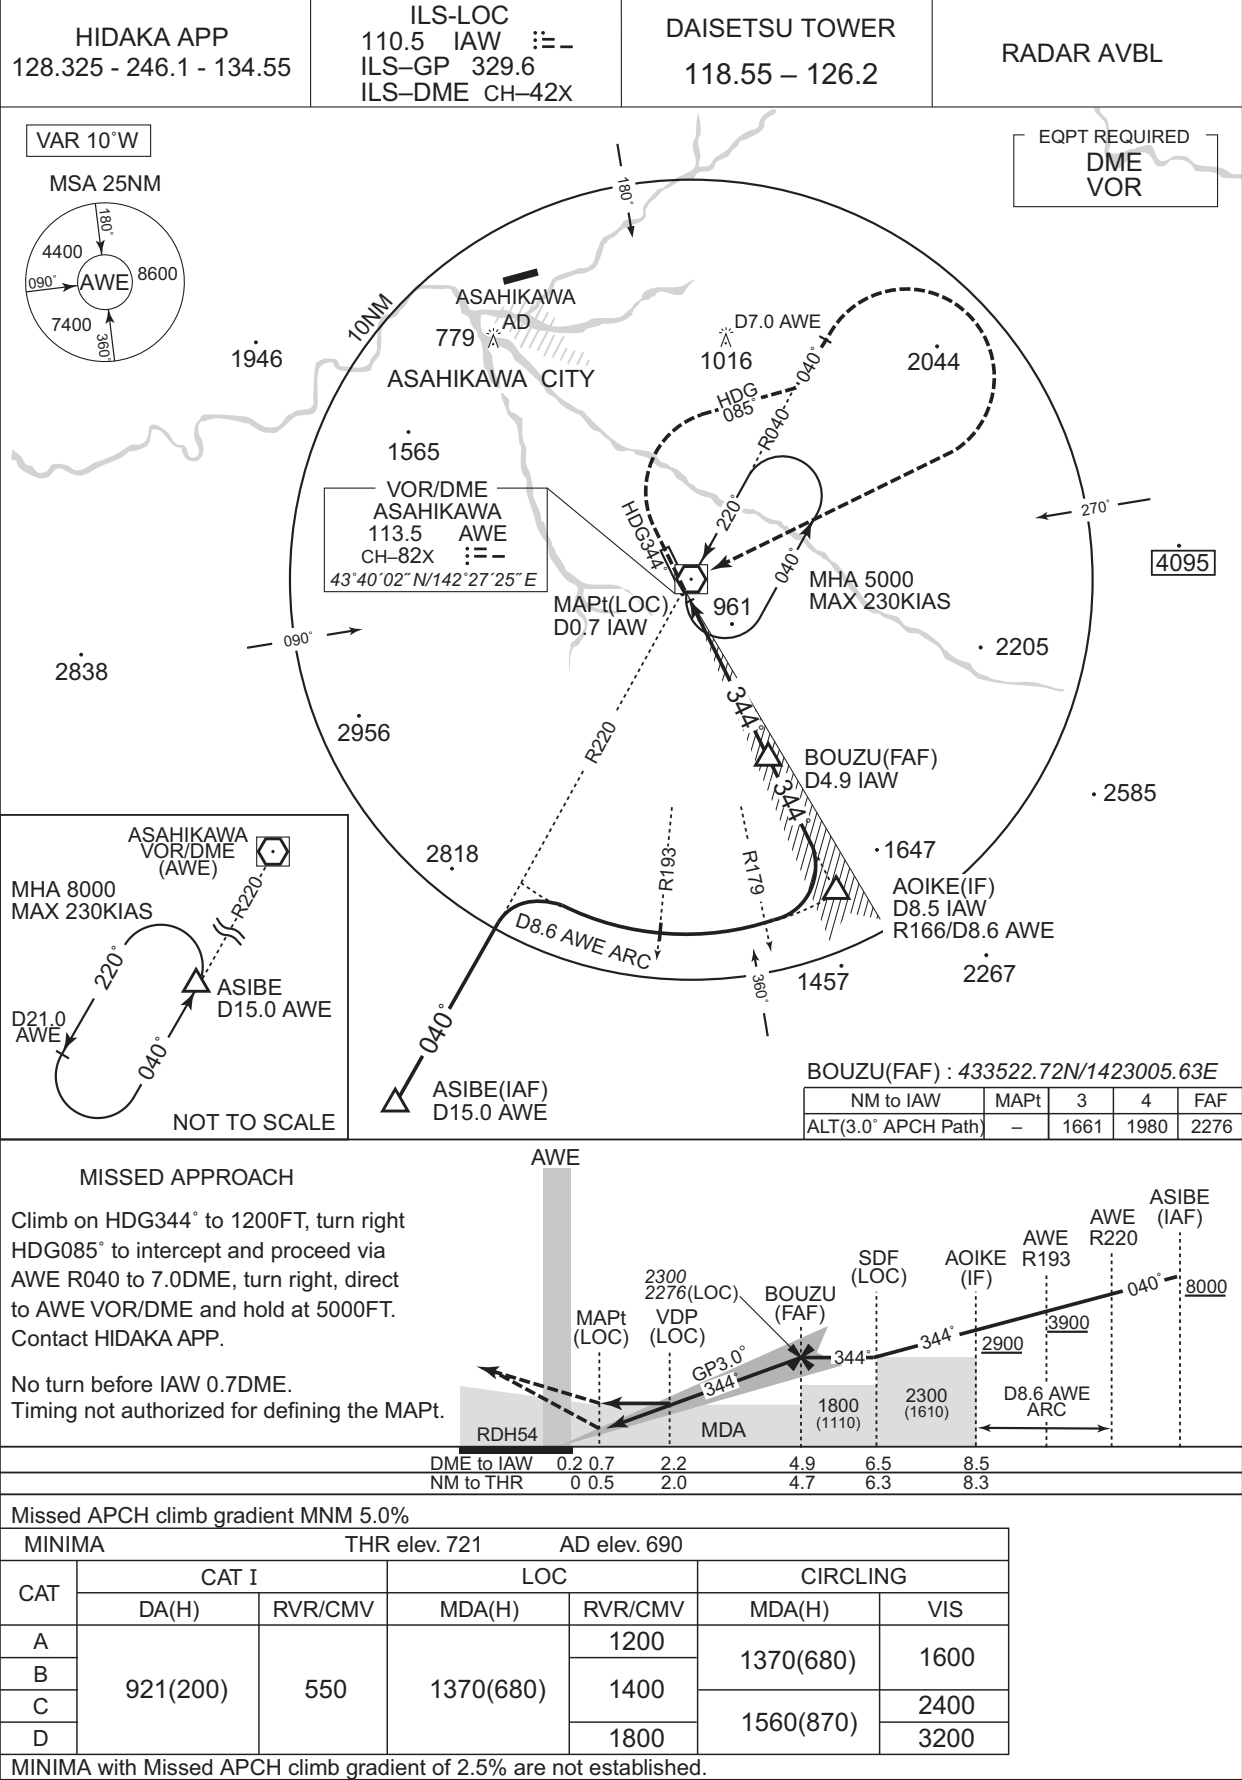 HIDAKA APP
128.325 - 246.1 - 134.55
ILS-LOC
110.5 IAW
ILS–GP 329.6
ILS–DME CH–42X
DAISETSU TOWER
118.55 – 126.2
RADAR AVBL
VAR 10°W
MSA 25NM
180°
4400
090°
AWE
8600
7400
360°
EQPT REQUIRED
DME
VOR
180°
10NM
ASAHIKAWA
AD
779
ASAHIKAWA CITY
1946
D7.0 AWE
1016
040°
2044
HDG
085°
R040
1565
VOR/DME
ASAHIKAWA
113.5 AWE
CH–82X
43°40′02″N/142°27′25″E
HDG344°
220°
040°
270°
4095
MHA 5000
MAX 230KIAS
MAPt(LOC)
D0.7 IAW
961
090°
2205
2838
2956
344°
R220
BOUZU(FAF)
D4.9 IAW
344°
2585
2818
R193
R179
1647
AOIKE(IF)
D8.5 IAW
R166/D8.6 AWE
D8.6 AWE ARC
360°
1457
2267
040°
ASIBE(IAF)
D15.0 AWE
ASAHIKAWA
VOR/DME
(AWE)
MHA 8000
MAX 230KIAS
R220
220°
ASIBE
D15.0 AWE
D21.0
AWE
040°
NOT TO SCALE
BOUZU(FAF) : 433522.72N/1423005.63E
NM to IAW MAPt 3 4 FAF
ALT(3.0° APCH Path) – 1661 1980 2276
MISSED APPROACH
Climb on HDG344° to 1200FT, turn right
HDG085° to intercept and proceed via
AWE R040 to 7.0DME, turn right, direct
to AWE VOR/DME and hold at 5000FT.
Contact HIDAKA APP.
No turn before IAW 0.7DME.
Timing not authorized for defining the MAPt.
AWE
MAPt
(LOC)
2300
2276(LOC)
VDP
(LOC)
BOUZU
(FAF)
SDF
(LOC)
AOIKE
(IF)
AWE
R193
AWE
R220
ASIBE
(IAF)
GP3.0°
344°
344°
344°
040°
8000
3900
2900
1800
(1110)
2300
(1610)
D8.6 AWE
ARC
RDH54
MDA
DME to IAW 0.2 0.7 2.2 4.9 6.5 8.5
NM to THR 0 0.5 2.0 4.7 6.3 8.3
Missed APCH climb gradient MNM 5.0%
MINIMA THR elev. 721 AD elev. 690
CAT CAT I LOC CIRCLING
DA(H) RVR/CMV MDA(H) RVR/CMV MDA(H) VIS
A 1200
B 1370(680) 1600
921(200) 550 1370(680) 1400
C 2400
1560(870)
D 1800 3200
MINIMA with Missed APCH climb gradient of 2.5% are not established.